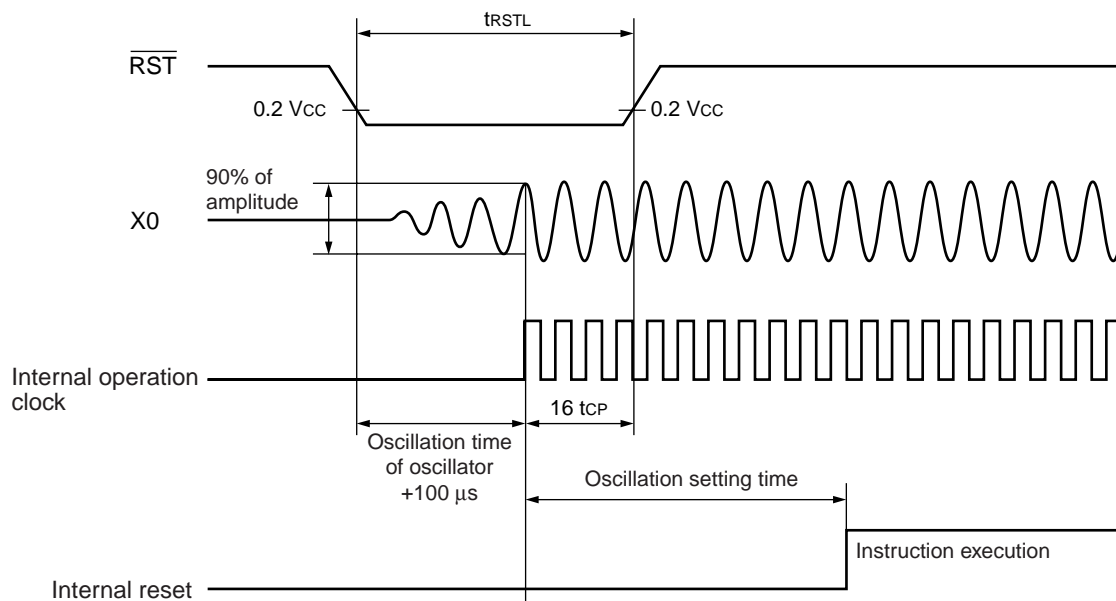 tRSTL
RST
0.2 VCC
0.2 VCC
90% of
amplitude
X0
Internal operation
clock
16 tCP
Oscillation time
of oscillator
+100 μs
Oscillation setting time
Instruction execution
Internal reset